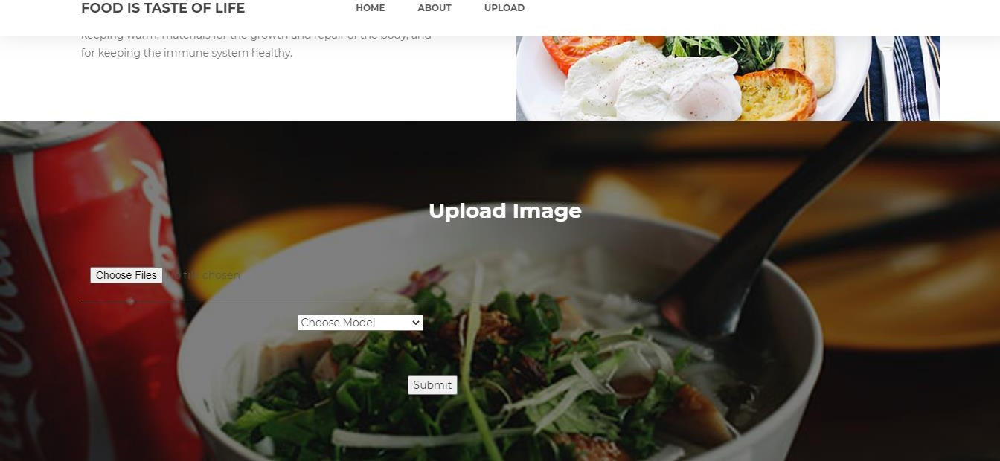 FOOD IS TASTE OF LIFE
HOME ABOUT UPLOAD
keeping warm, materials for the growth and repair of the body, and
for keeping the immune system healthy.
Upload Image
Choose Files No file chosen
Choose Model
Submit